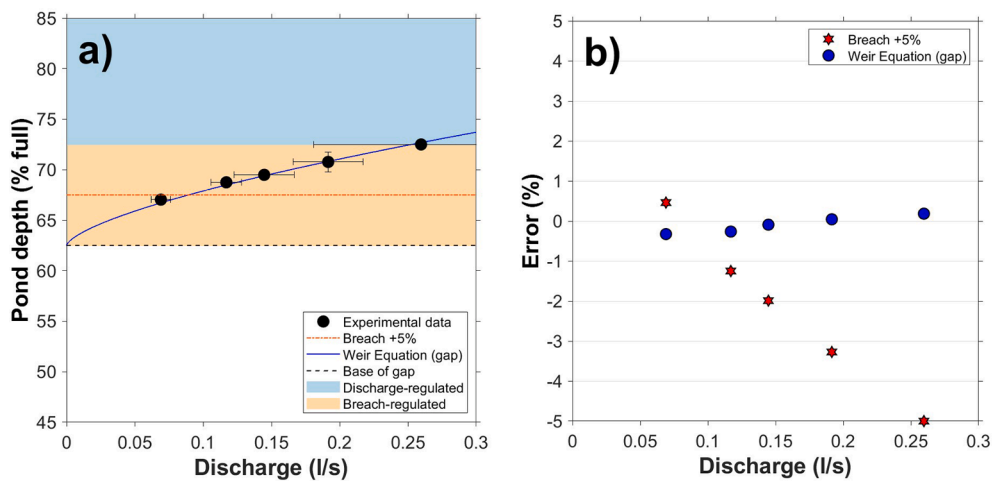 a)
85
80
75
70
65
60
55
50
45
Pond depth (% full)
Experimental data
Breach +5%
Weir Equation (gap)
Base of gap
Discharge-regulated
Breach-regulated
0
0.05
0.1
0.15
0.2
0.25
0.3
Discharge (l/s)
b)
5
4
3
2
1
0
-1
-2
-3
-4
-5
Error (%)
Breach +5%
Weir Equation (gap)
0
0.05
0.1
0.15
0.2
0.25
0.3
Discharge (l/s)